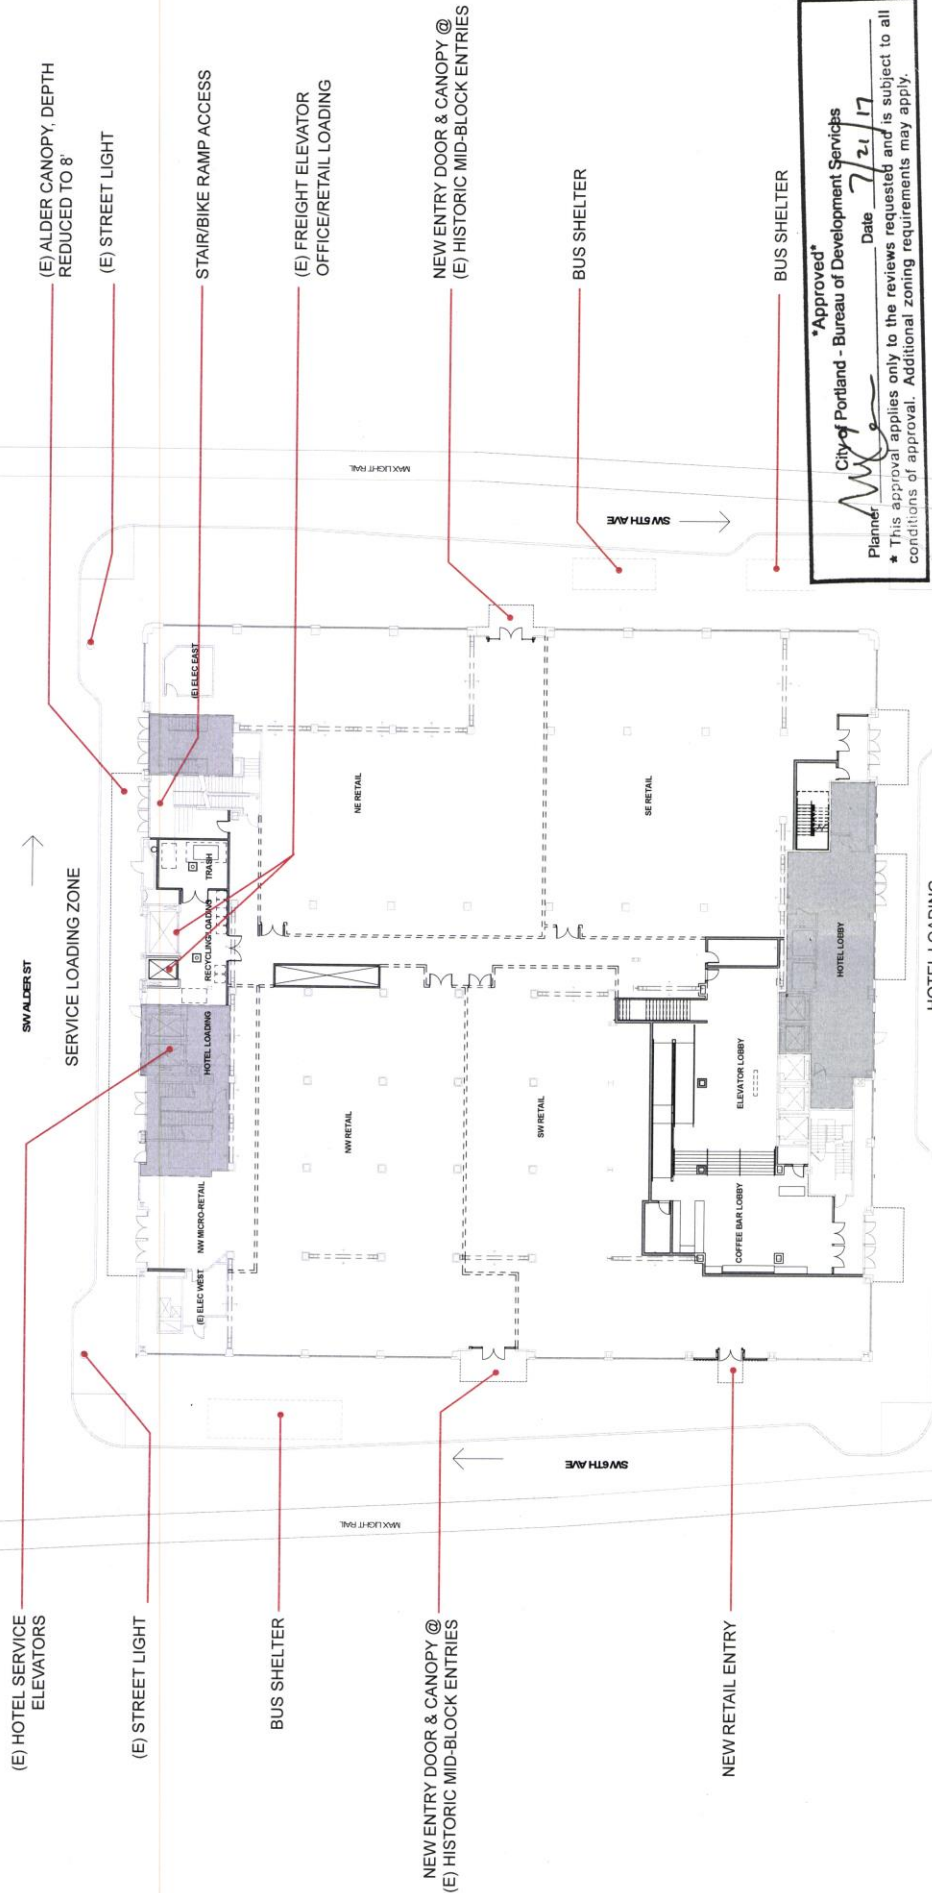 (E) HOTEL SERVICE
ELEVATORS
(E) STREET LIGHT
BUS SHELTER
NEW ENTRY DOOR & CANOPY @
(E) HISTORIC MID-BLOCK ENTRIES
NEW RETAIL ENTRY
SW ALDER ST
SERVICE LOADING ZONE
MAX LIGHT RAIL
SW 6TH AVE
(E) ELEC WEST
NW MICRO-RETAIL
HOTEL LOADING
RECYCLING/LOADING
TRASH
(E) ELEC EAST
NW RETAIL
NE RETAIL
SW RETAIL
SE RETAIL
COFFEE BAR LOBBY
ELEVATOR LOBBY
HOTEL LOBBY
HOTEL LOADING
SW 5TH AVE
MAX LIGHT RAIL
(E) ALDER CANOPY, DEPTH
REDUCED TO 8'
(E) STREET LIGHT
STAIR/BIKE RAMP ACCESS
(E) FREIGHT ELEVATOR
OFFICE/RETAIL LOADING
NEW ENTRY DOOR & CANOPY @
(E) HISTORIC MID-BLOCK ENTRIES
BUS SHELTER
BUS SHELTER
*Approved*
City of Portland - Bureau of Development Services
Planner Date 7/21/17
* This approval applies only to the reviews requested and is subject to all
conditions of approval. Additional zoning requirements may apply.